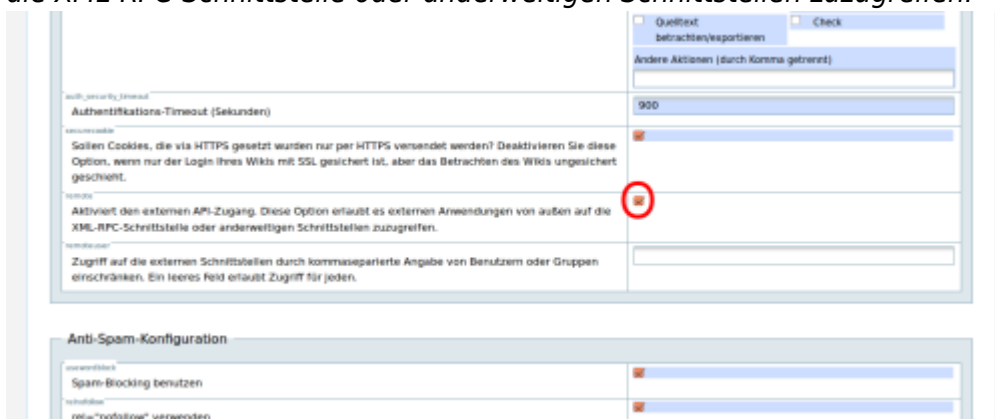 die XML-RPC-Schnittstelle oder anderweitigen Schnittstellen zuzugreifen.
Quelltext betrachten/exportieren
Check
Andere Aktionen (durch Komma getrennt)
auth_security_timeout
Authentifikations-Timeout (Sekunden)
900
securecookie
Sollen Cookies, die via HTTPS gesetzt wurden nur per HTTPS versendet werden? Deaktivieren Sie diese
Option, wenn nur der Login Ihres Wikis mit SSL gesichert ist, aber das Betrachten des Wikis ungesichert
geschieht.
remote
Aktiviert den externen API-Zugang. Diese Option erlaubt es externen Anwendungen von außen auf die
XML-RPC-Schnittstelle oder anderweitigen Schnittstellen zuzugreifen.
remoteuser
Zugriff auf die externen Schnittstellen durch kommaseparierte Angabe von Benutzern oder Gruppen
einschränken. Ein leeres Feld erlaubt Zugriff für jeden.
Anti-Spam-Konfiguration
usewordblock
Spam-Blocking benutzen
relnofollow
rel="nofollow" verwenden